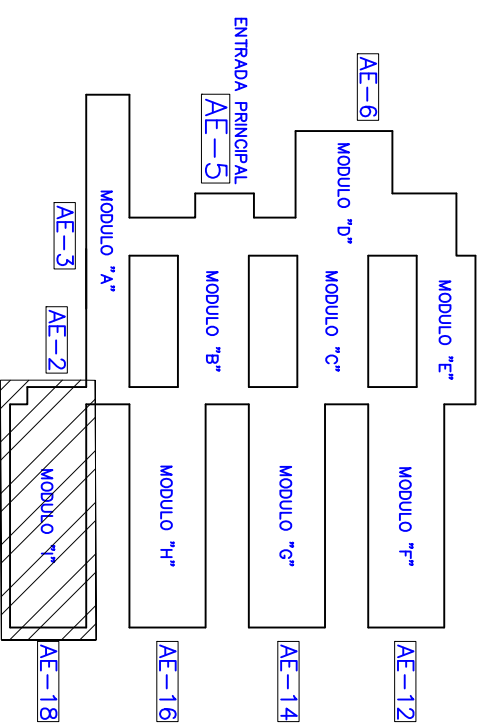 ENTRADA PRINCIPAL
AE-5
AE-6
MODULO "D"
MODULO "A"
MODULO "B"
MODULO "C"
MODULO "E"
AE-3
AE-2
MODULO "I"
MODULO "H"
MODULO "G"
MODULO "F"
AE-18
AE-16
AE-14
AE-12